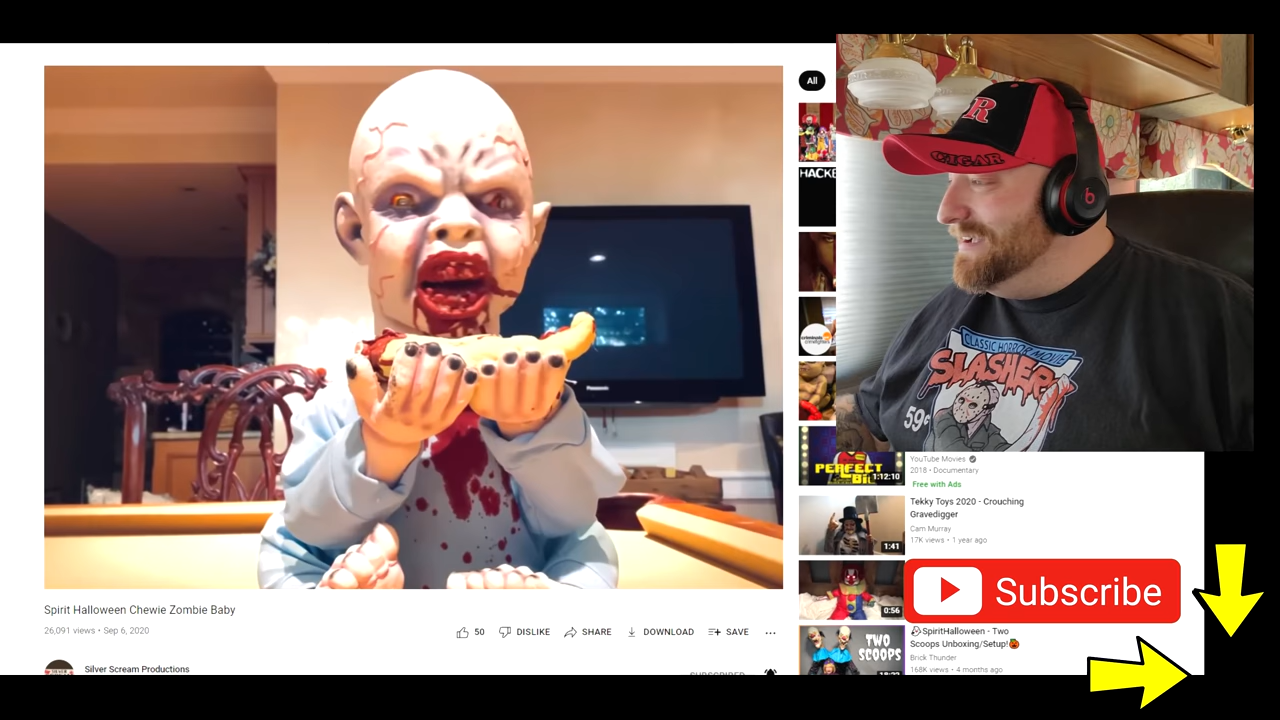 All
HACKE
R
CIGAR
b
CLASSIC HORROR MOVIE
SLASHER
59¢
Panasonic
PERFECT
1:12:10
YouTube Movies
2018 • Documentary
Free with Ads
Tekky Toys 2020 - Crouching
Gravedigger
Cam Murray
17K views • 1 year ago
1:41
0:56
Subscribe
SpiritHalloween - Two
Scoops Unboxing/Setup!🎃
Brick Thunder
168K views • 4 months ago
TWO
SCOOPS
Spirit Halloween Chewie Zombie Baby
26,091 views • Sep 6, 2020
50
DISLIKE
SHARE
DOWNLOAD
SAVE
Silver Scream Productions